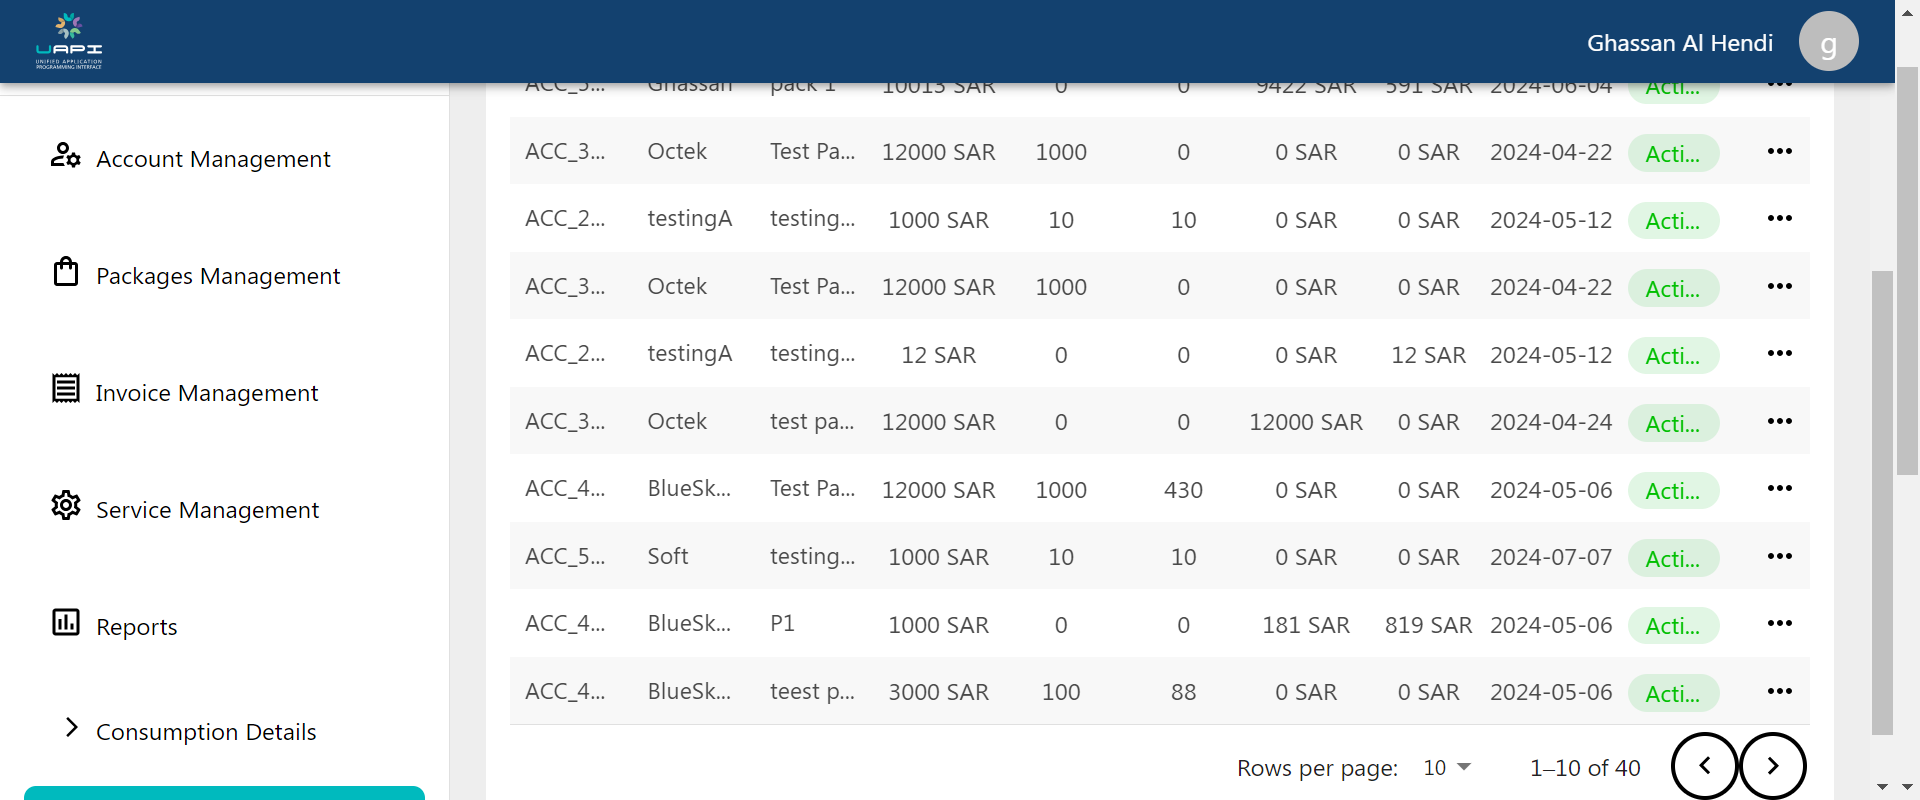 UAPI
UNIFIED APPLICATION
PROGRAMMING INTERFACE
Ghassan Al Hendi
g
Account Management
Packages Management
Invoice Management
Service Management
Reports
Consumption Details
ACC_5... Ghassan pack 1 10013 SAR 0 0 9422 SAR 591 SAR 2024-06-04 Acti... •••
ACC_3... Octek Test Pa... 12000 SAR 1000 0 0 SAR 0 SAR 2024-04-22 Acti... •••
ACC_2... testingA testing... 1000 SAR 10 10 0 SAR 0 SAR 2024-05-12 Acti... •••
ACC_3... Octek Test Pa... 12000 SAR 1000 0 0 SAR 0 SAR 2024-04-22 Acti... •••
ACC_2... testingA testing... 12 SAR 0 0 0 SAR 12 SAR 2024-05-12 Acti... •••
ACC_3... Octek test pa... 12000 SAR 0 0 12000 SAR 0 SAR 2024-04-24 Acti... •••
ACC_4... BlueSk... Test Pa... 12000 SAR 1000 430 0 SAR 0 SAR 2024-05-06 Acti... •••
ACC_5... Soft testing... 1000 SAR 10 10 0 SAR 0 SAR 2024-07-07 Acti... •••
ACC_4... BlueSk... P1 1000 SAR 0 0 181 SAR 819 SAR 2024-05-06 Acti... •••
ACC_4... BlueSk... teest p... 3000 SAR 100 88 0 SAR 0 SAR 2024-05-06 Acti... •••
Rows per page: 10 1–10 of 40